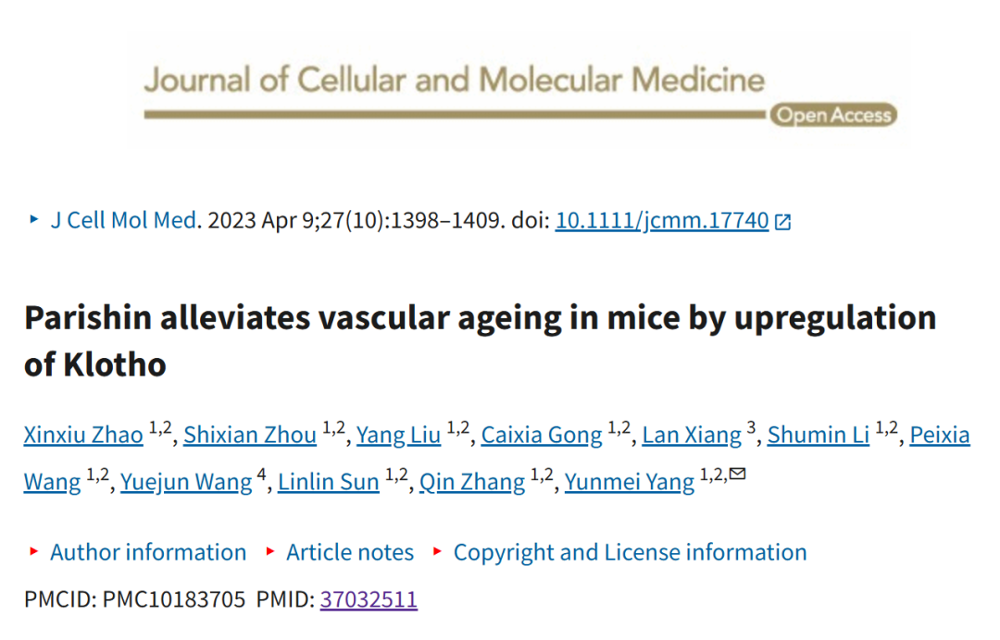 Journal of Cellular and Molecular Medicine
Open Access
J Cell Mol Med. 2023 Apr 9;27(10):1398–1409. doi: 10.1111/jcmm.17740
Parishin alleviates vascular ageing in mice by upregulation
of Klotho
Xinxiu Zhao 1,2, Shixian Zhou 1,2, Yang Liu 1,2, Caixia Gong 1,2, Lan Xiang 3, Shumin Li 1,2, Peixia
Wang 1,2, Yuejun Wang 4, Linlin Sun 1,2, Qin Zhang 1,2, Yunmei Yang 1,2,
Author information Article notes Copyright and License information
PMCID: PMC10183705 PMID: 37032511